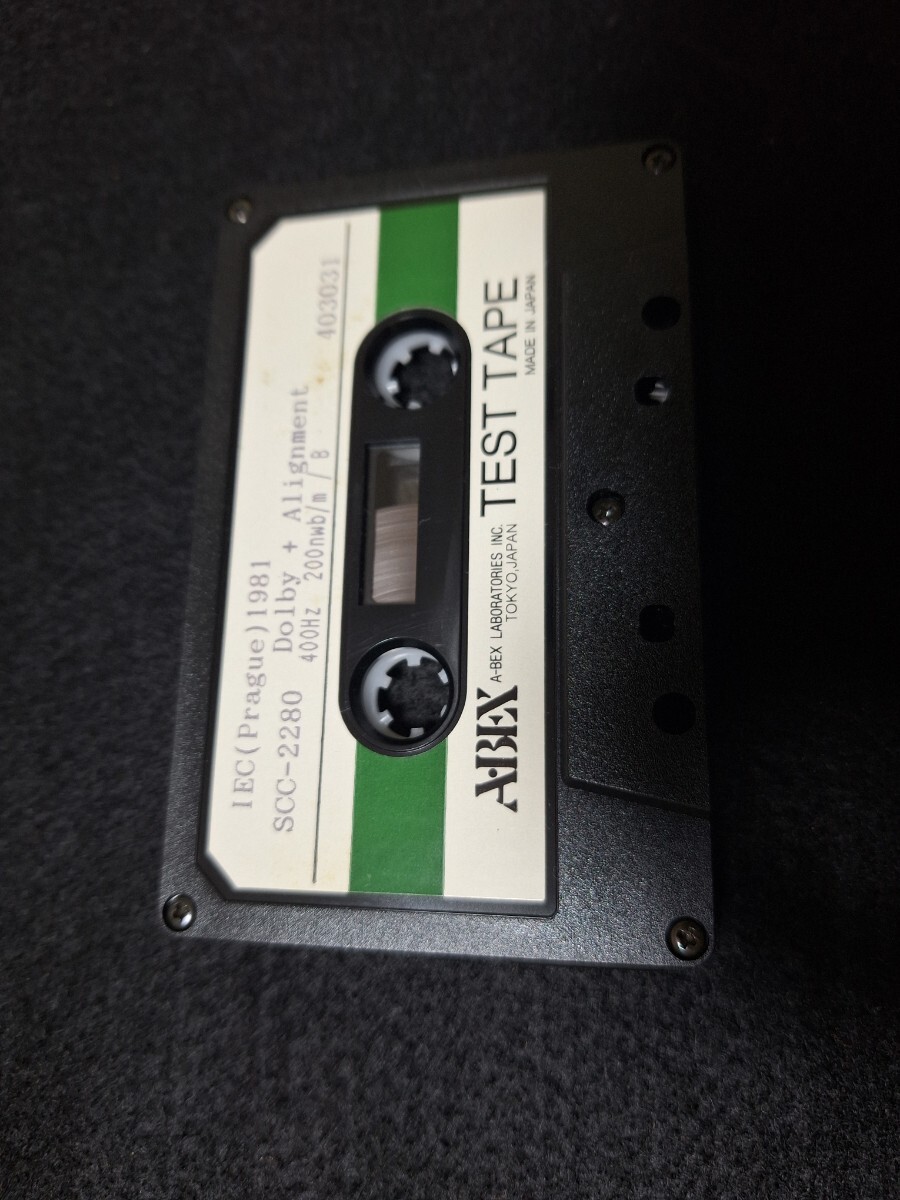 IEC(Prague)1981
SCC-2280 Dolby + Alignment 403031
400Hz 200nwb/m / B
A·BEX A-BEX LABORATORIES INC. TEST TAPE
TOKYO,JAPAN MADE IN JAPAN